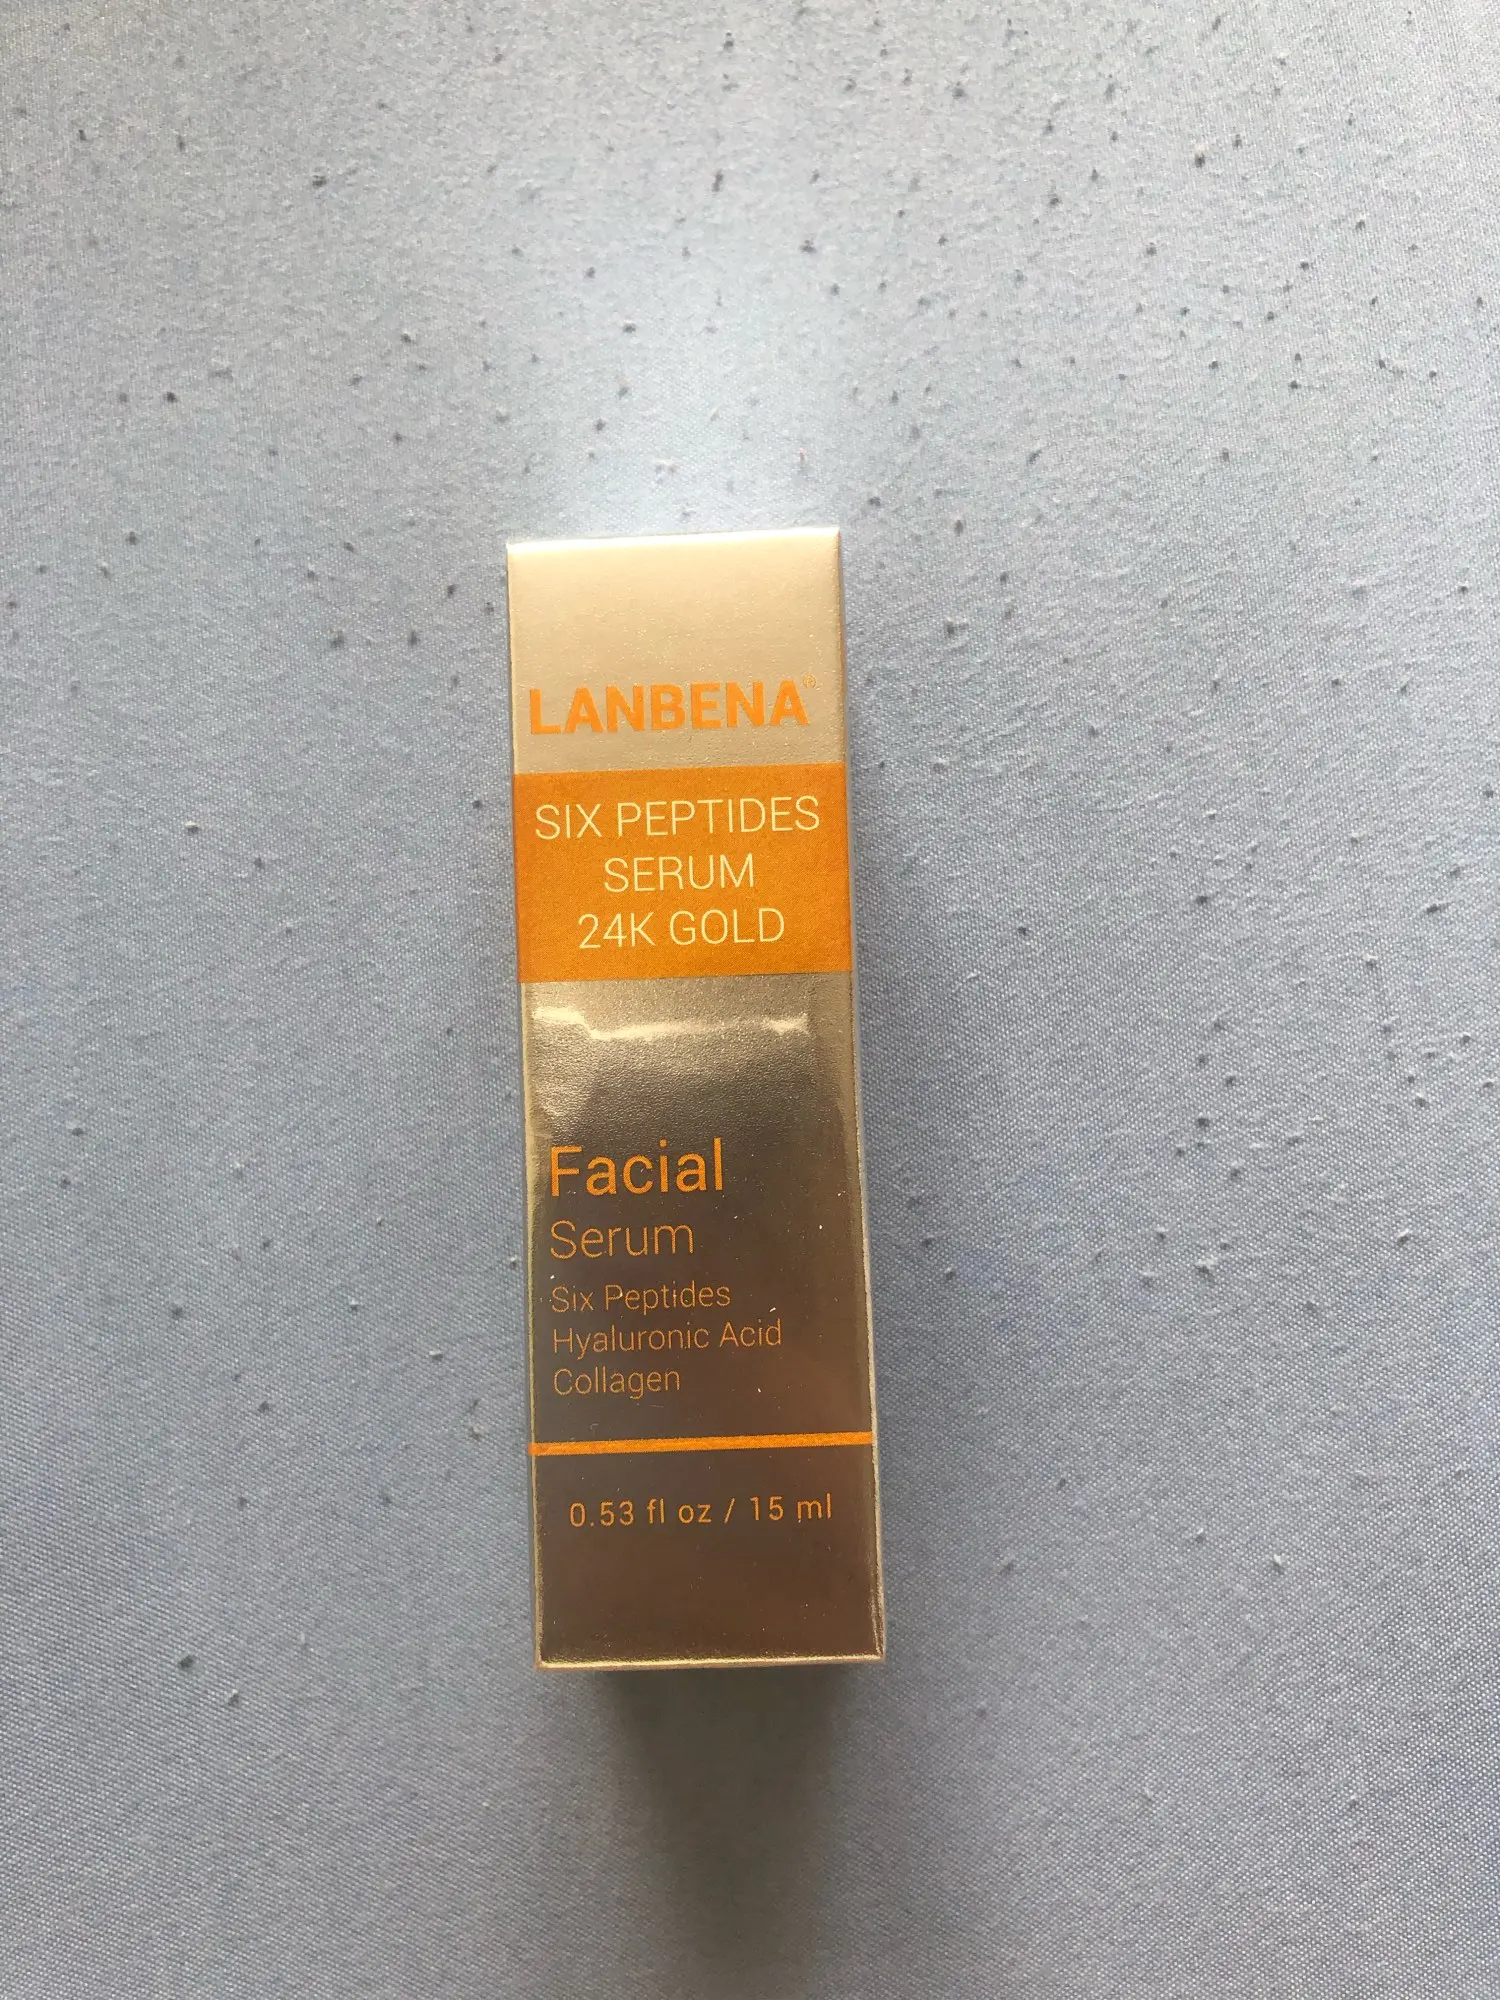 LANBENA®
SIX PEPTIDES
SERUM
24K GOLD
Facial
Serum
Six Peptides
Hyaluronic Acid
Collagen
0.53 fl oz / 15 ml